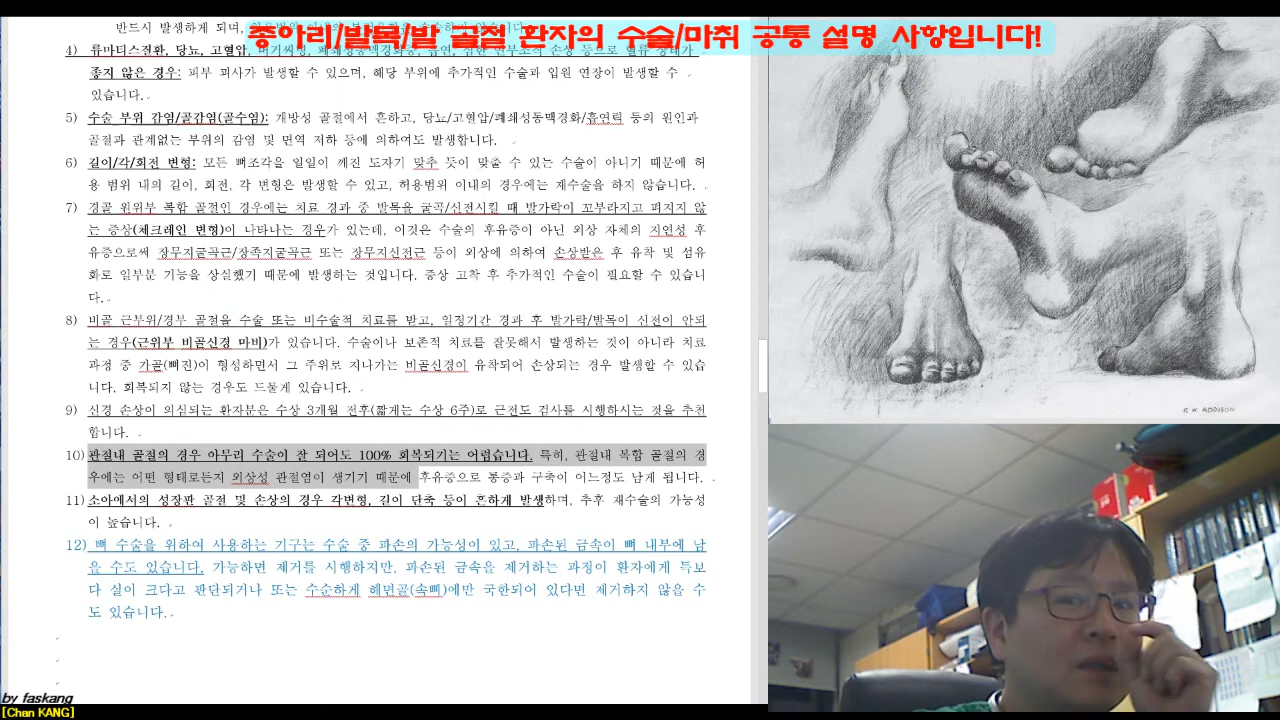 종아리/발목/발 골절 환자의 수술/마취 공통 설명 사항입니다!
반드시 발생하게 되며,
4) 류마티스질환, 당뇨, 고혈압,
좋지 않은 경우: 피부 괴사가 발생할 수 있으며, 해당 부위에 추가적인 수술과 입원 연장이 발생할 수
있습니다.
5) 수술 부위 감염/골감염(골수염): 개방성 골절에서 흔하고, 당뇨/고혈압/폐쇄성동맥경화/흡연력 등의 원인과
골절과 관계없는 부위의 감염 및 면역 저하 등에 의하여도 발생합니다.
6) 길이/각/회전 변형: 모든 뼈조각을 일일이 깨진 도자기 맞추 듯이 맞출 수 있는 수술이 아니기 때문에 허
용 범위 내의 길이, 회전, 각 변형은 발생할 수 있고, 허용범위 이내의 경우에는 재수술을 하지 않습니다.
7) 경골 원위부 복합 골절인 경우에는 치료 경과 중 발목을 굴곡/신전시킬 때 발가락이 꼬부라지고 펴지지 않
는 증상(체크레인 변형)이 나타나는 경우가 있는데, 이것은 수술의 후유증이 아닌 외상 자체의 지연성 후
유증으로써 장무지굴곡근/장족지굴곡근 또는 장무지신전근 등이 외상에 의하여 손상받은 후 유착 및 섬유
화로 일부분 기능을 상실했기 때문에 발생하는 것입니다. 증상 고착 후 추가적인 수술이 필요할 수 있습니
다.
8) 비골 근부위/경부 골절을 수술 또는 비수술적 치료를 받고, 일정기간 경과 후 발가락/발목이 신전이 안되
는 경우(근위부 비골신경 마비)가 있습니다. 수술이나 보존적 치료를 잘못해서 발생하는 것이 아니라 치료
과정 중 가골(뼈진)이 형성하면서 그 주위로 지나가는 비골신경이 유착되어 손상되는 경우 발생할 수 있습
니다. 회복되지 않는 경우도 드물게 있습니다.
9) 신경 손상이 의심되는 환자분은 수상 3개월 전후(짧게는 수상 6주)로 근전도 검사를 시행하시는 것을 추천
합니다.
10) 관절내 골절의 경우 아무리 수술이 잘 되어도 100% 회복되기는 어렵습니다. 특히, 관절내 복합 골절의 경
우에는 어떤 형태로든지 외상성 관절염이 생기기 때문에 후유증으로 통증과 구축이 어느정도 남게 됩니다.
11) 소아에서의 성장판 골절 및 손상의 경우 각변형, 길이 단축 등이 흔하게 발생하며, 추후 재수술의 가능성
이 높습니다.
12) 뼈 수술을 위하여 사용하는 기구는 수술 중 파손의 가능성이 있고, 파손된 금속이 뼈 내부에 남
을 수도 있습니다. 가능하면 제거를 시행하지만, 파손된 금속을 제거하는 과정이 환자에게 득보
다 실이 크다고 판단되거나 또는 수순하게 해면골(속뼈)에만 국한되어 있다면 제거하지 않을 수
도 있습니다.
R K ADDISON
by faskang
[Chan KANG]